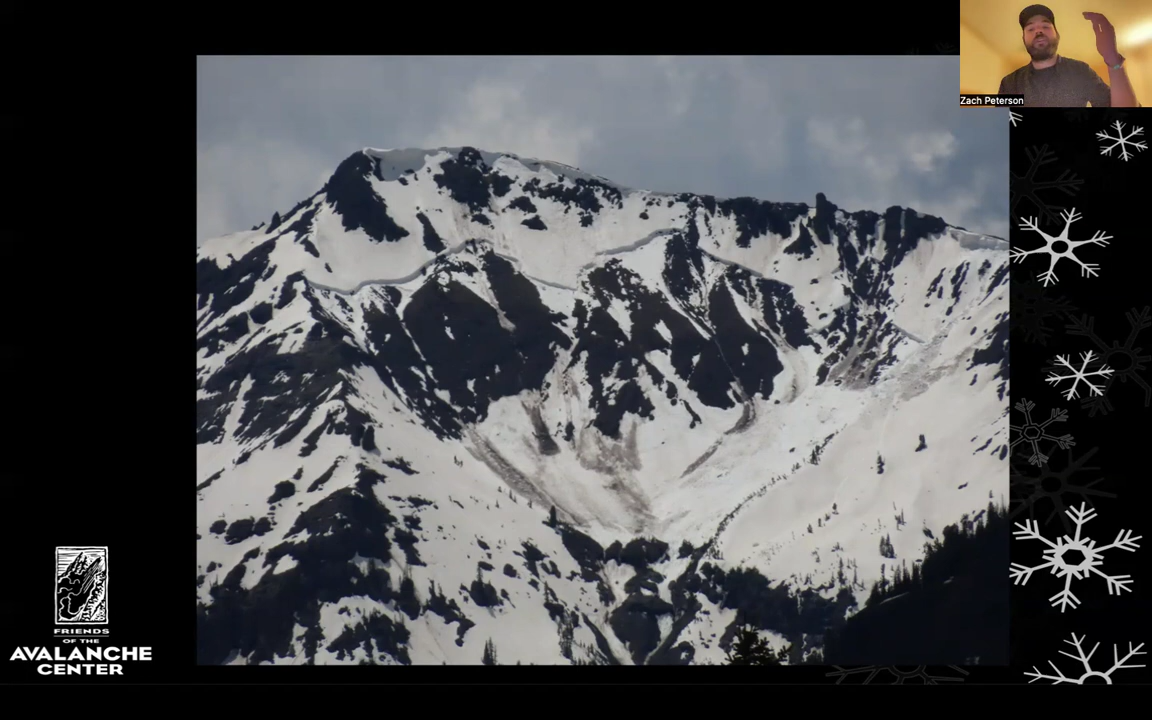 Zach Peterson
FRIENDS
OF THE
AVALANCHE
CENTER